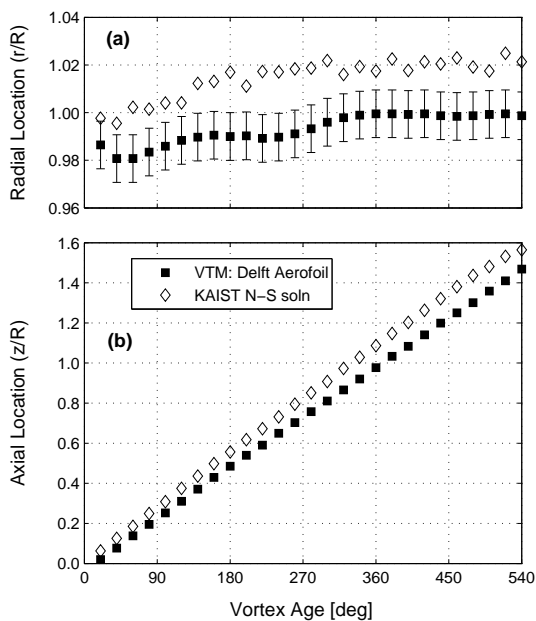 1.04
(a)
1.02
1.00
0.98
0.96
Radial Location (r/R)
1.6
VTM: Delft Aerofoil
KAIST N−S soln
1.4
1.2
(b)
1.0
0.8
0.6
0.4
0.2
0.0
Axial Location (z/R)
0 90 180 270 360 450 540
Vortex Age [deg]